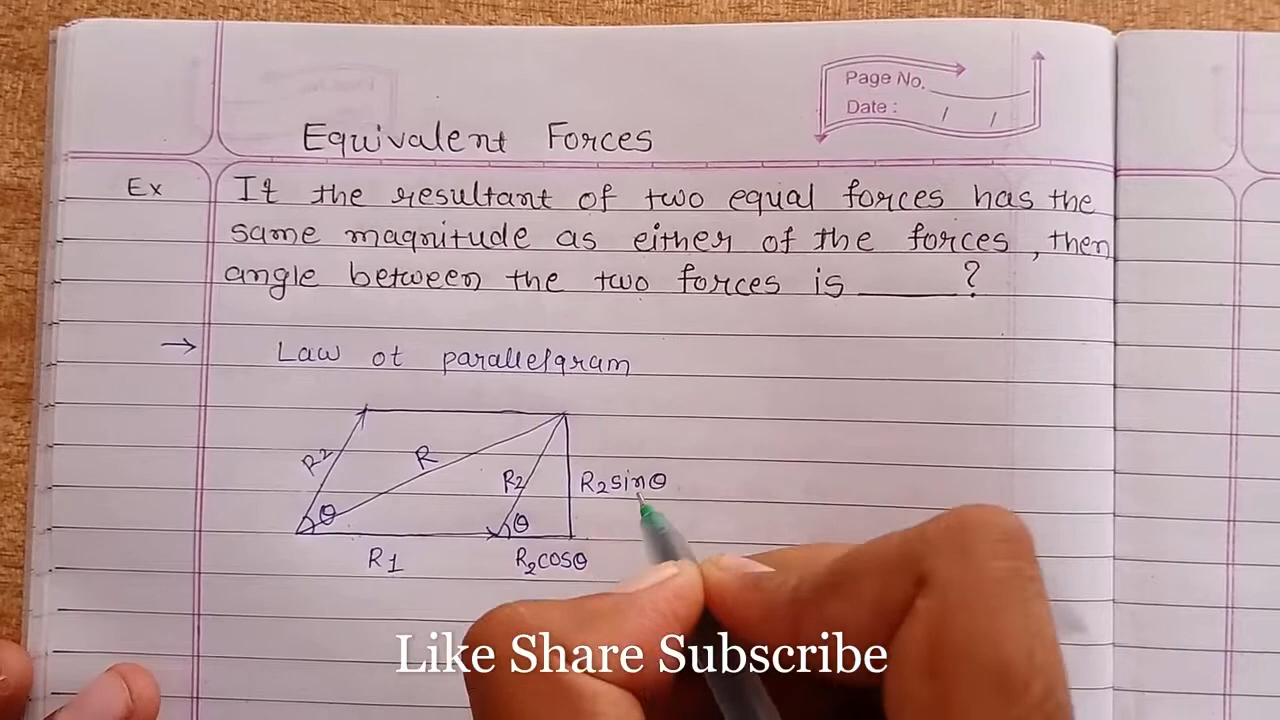 Page No.
Date : / /
Equivalent Forces
Ex If the resultant of two equal forces has the
same magnitude as either of the forces, then
angle between the two forces is _____?
→ Law of parallelgram
R2 R R2 R2sinθ
θ θ
R1 R2cosθ
Like Share Subscribe